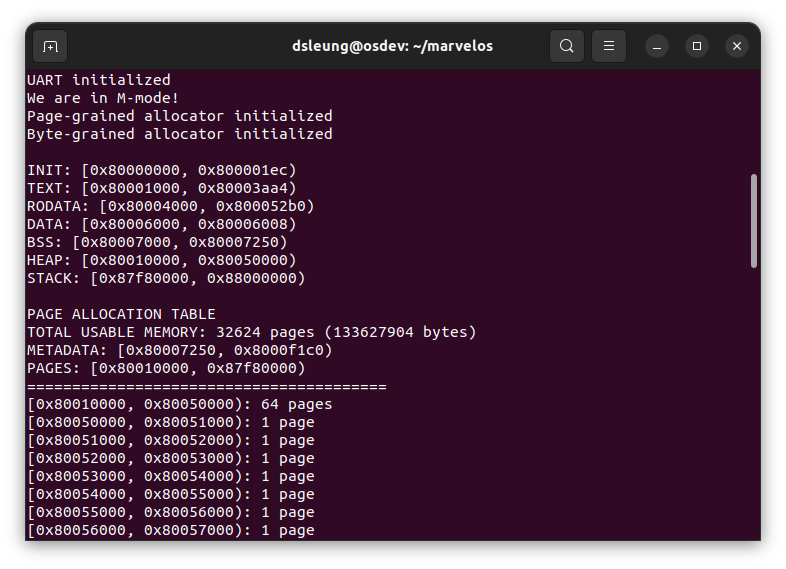 dsleung@osdev: ~/marvelos
UART initialized
We are in M-mode!
Page-grained allocator initialized
Byte-grained allocator initialized
INIT: [0x80000000, 0x800001ec)
TEXT: [0x80001000, 0x80003aa4)
RODATA: [0x80004000, 0x800052b0)
DATA: [0x80006000, 0x80006008)
BSS: [0x80007000, 0x80007250)
HEAP: [0x80010000, 0x80050000)
STACK: [0x87f80000, 0x88000000)
PAGE ALLOCATION TABLE
TOTAL USABLE MEMORY: 32624 pages (133627904 bytes)
METADATA: [0x80007250, 0x8000f1c0)
PAGES: [0x80010000, 0x87f80000)
========================================
[0x80010000, 0x80050000): 64 pages
[0x80050000, 0x80051000): 1 page
[0x80051000, 0x80052000): 1 page
[0x80052000, 0x80053000): 1 page
[0x80053000, 0x80054000): 1 page
[0x80054000, 0x80055000): 1 page
[0x80055000, 0x80056000): 1 page
[0x80056000, 0x80057000): 1 page